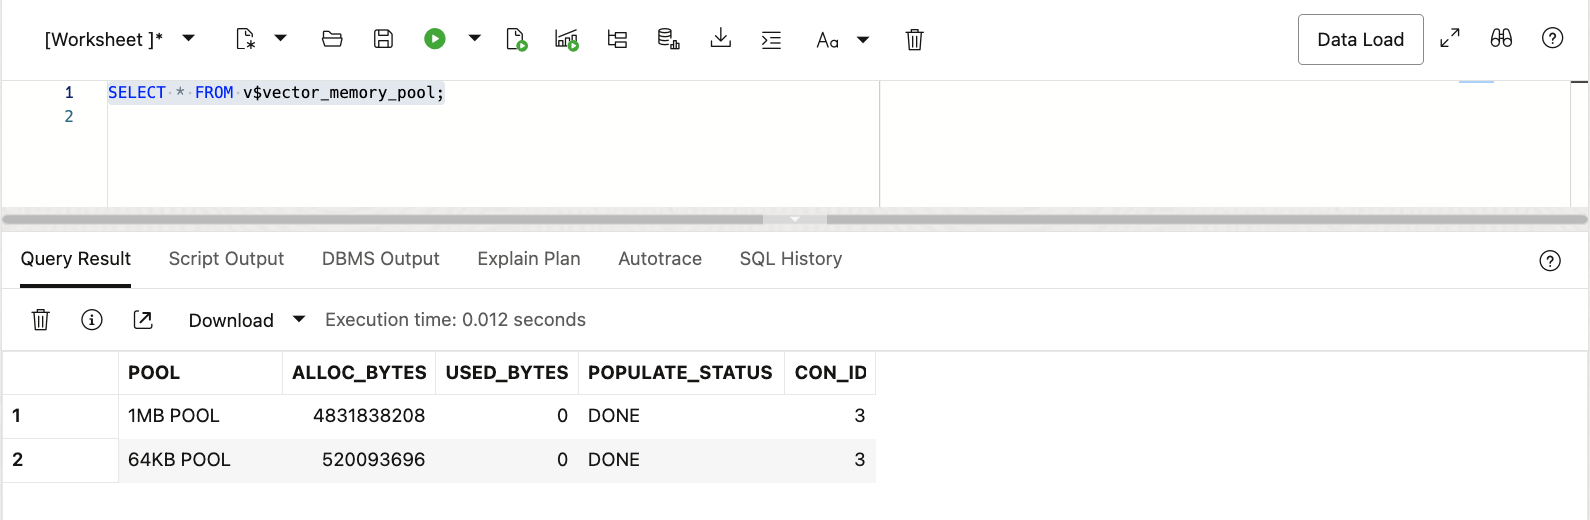 [Worksheet ]* Aa Data Load
1 SELECT * FROM v$vector_memory_pool;
2
Query Result Script Output DBMS Output Explain Plan Autotrace SQL History
Download Execution time: 0.012 seconds
POOL ALLOC_BYTES USED_BYTES POPULATE_STATUS CON_ID
1 1MB POOL 4831838208 0 DONE 3
2 64KB POOL 520093696 0 DONE 3